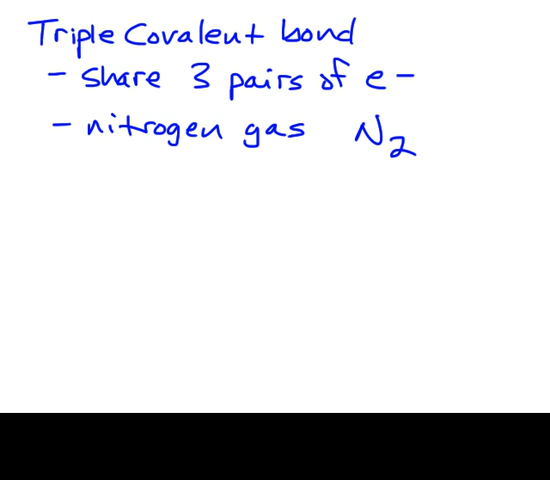 Triple Covalent bond
- share 3 pairs of e-
- nitrogen gas N2